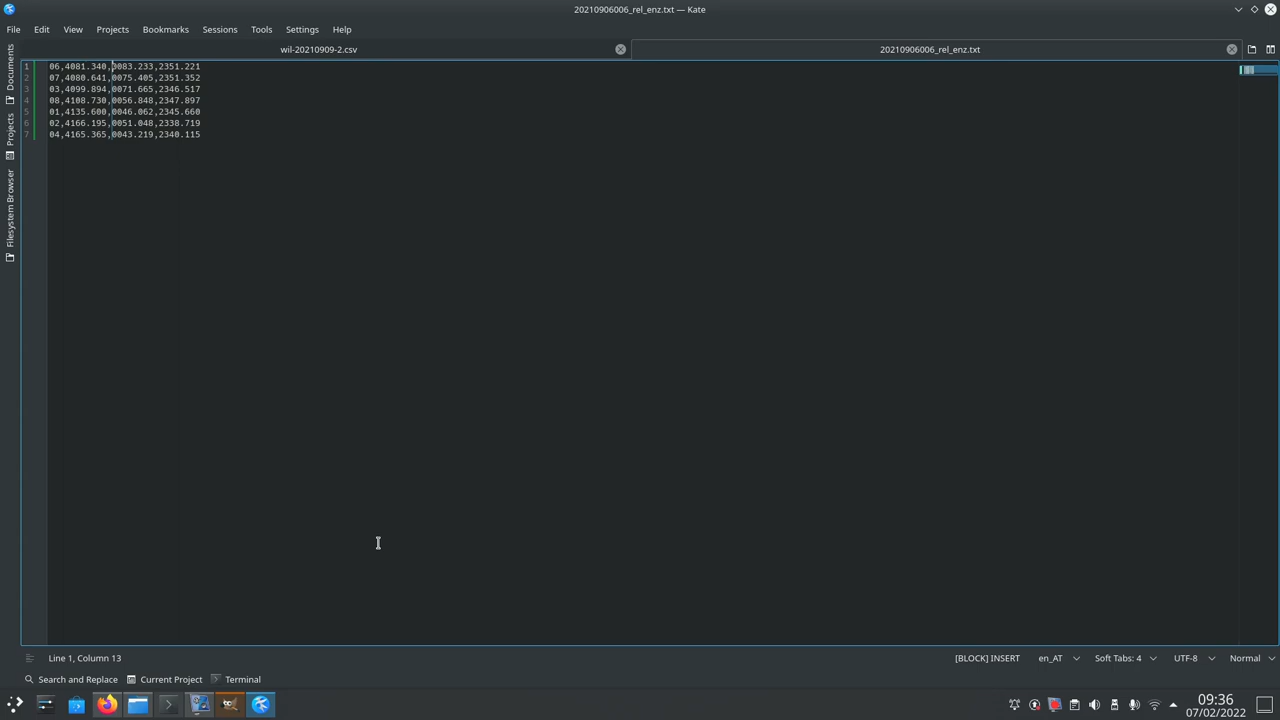 20210906006_rel_enz.txt — Kate
File Edit View Projects Bookmarks Sessions Tools Settings Help
wil-20210909-2.csv
20210906006_rel_enz.txt
Documents
Projects
Filesystem Browser
1 06,4081.340,0083.233,2351.221
2 07,4080.641,0075.405,2351.352
3 03,4099.894,0071.665,2346.517
4 08,4108.730,0056.848,2347.897
5 01,4135.600,0046.062,2345.660
6 02,4166.195,0051.048,2338.719
7 04,4165.365,0043.219,2340.115
Line 1, Column 13
[BLOCK] INSERT en_AT Soft Tabs: 4 UTF-8 Normal
Search and Replace Current Project Terminal
09:36
07/02/2022